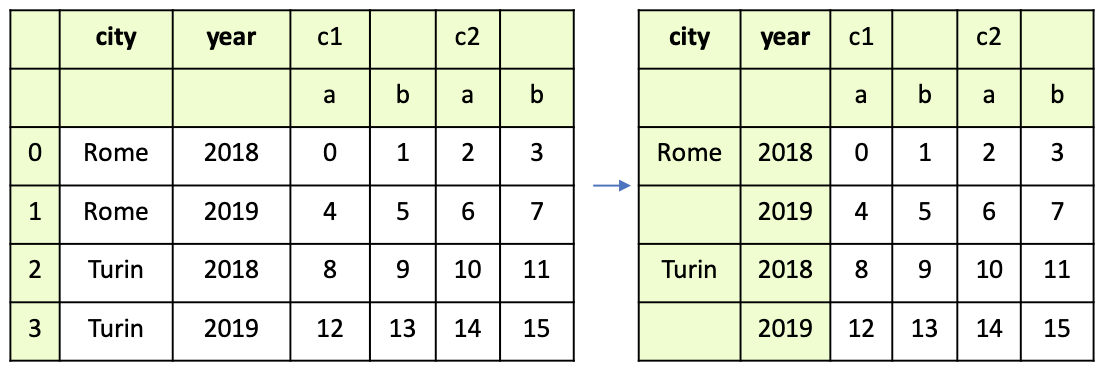 city year c1 c2
a b a b
0 Rome 2018 0 1 2 3
1 Rome 2019 4 5 6 7
2 Turin 2018 8 9 10 11
3 Turin 2019 12 13 14 15
city year c1 c2
a b a b
Rome 2018 0 1 2 3
2019 4 5 6 7
Turin 2018 8 9 10 11
2019 12 13 14 15